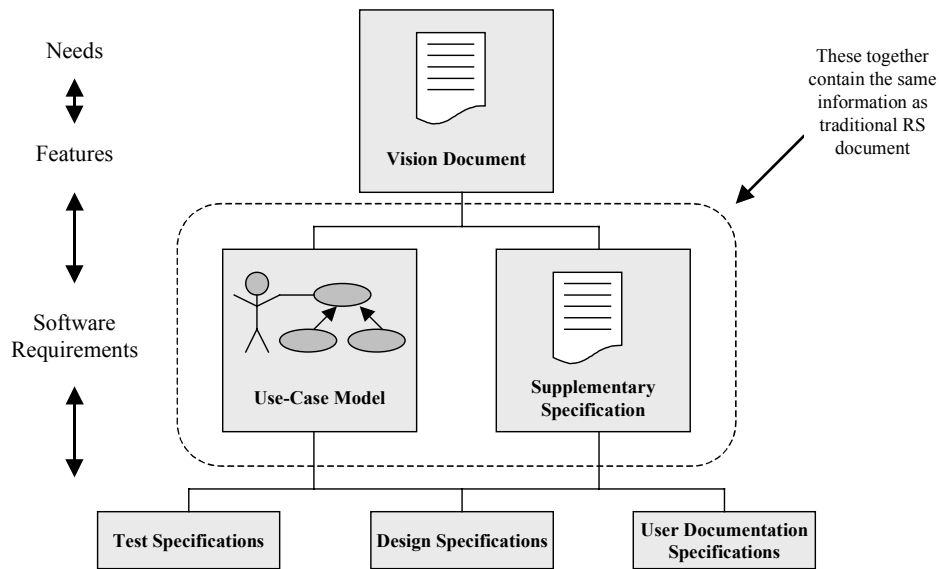 Needs
Features
Software
Requirements
These together
contain the same
information as
traditional RS
document
Vision Document
Use-Case Model
Supplementary
Specification
Test Specifications
Design Specifications
User Documentation
Specifications